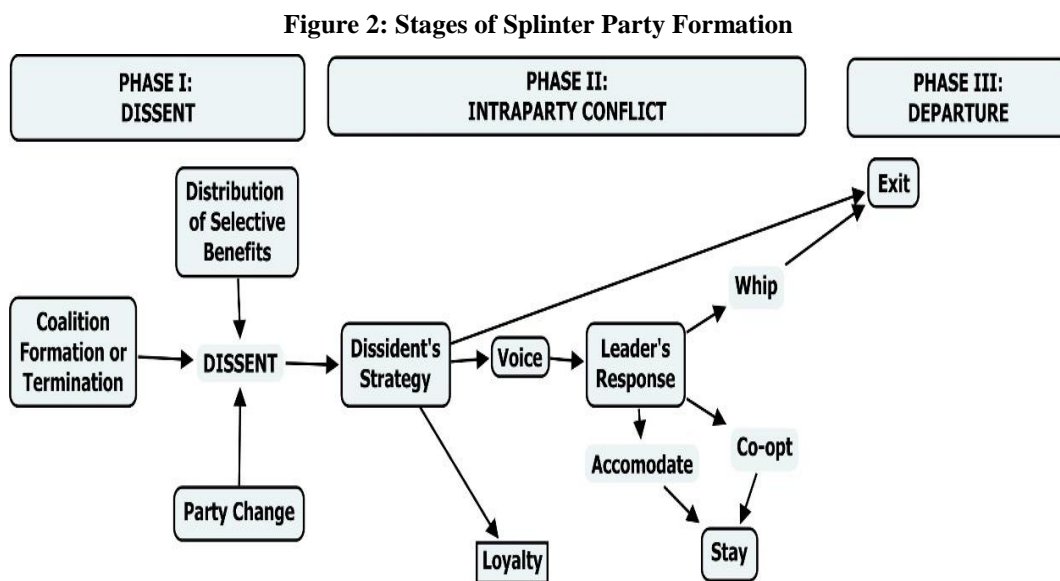 Figure 2: Stages of Splinter Party Formation
PHASE I:
DISSENT
PHASE II:
INTRAPARTY CONFLICT
PHASE III:
DEPARTURE
Distribution
of Selective
Benefits
Coalition
Formation or
Termination
DISSENT
Party Change
Dissident's
Strategy
Voice
Leader's
Response
Loyalty
Accomodate
Whip
Co-opt
Exit
Stay